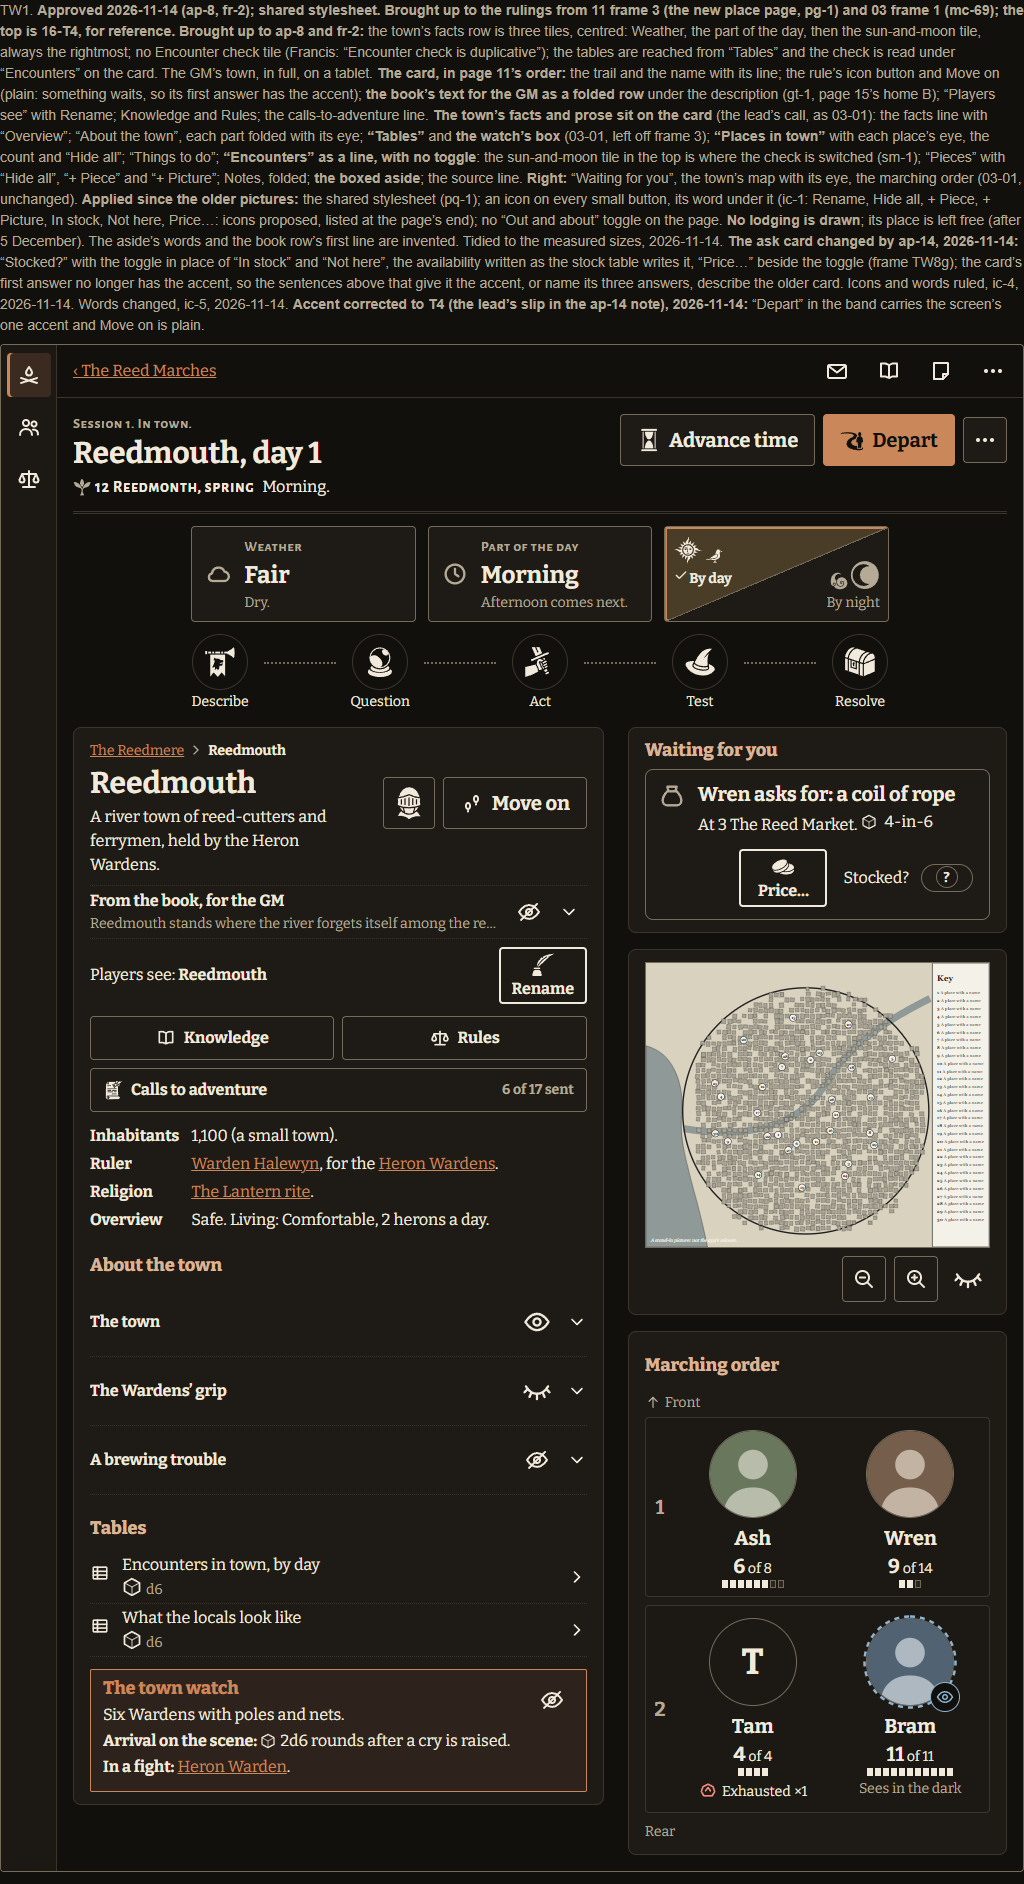 TW1. Approved 2026-11-14 (ap-8, fr-2); shared stylesheet. Brought up to the rulings from 11 frame 3 (the new place page, pg-1) and 03 frame 1 (mc-69); the
top is 16-T4, for reference. Brought up to ap-8 and fr-2: the town’s facts row is three tiles, centred: Weather, the part of the day, then the sun-and-moon tile,
always the rightmost; no Encounter check tile (Francis: “Encounter check is duplicative”); the tables are reached from “Tables” and the check is read under
“Encounters” on the card. The GM’s town, in full, on a tablet. The card, in page 11’s order: the trail and the name with its line; the rule’s icon button and Move on
(plain: something waits, so its first answer has the accent); the book’s text for the GM as a folded row under the description (gt-1, page 15’s home B); “Players
see” with Rename; Knowledge and Rules; the calls-to-adventure line. The town’s facts and prose sit on the card (the lead’s call, as 03-01): the facts line with
“Overview”; “About the town”, each part folded with its eye; “Tables” and the watch’s box (03-01, left off frame 3); “Places in town” with each place’s eye, the
count and “Hide all”; “Things to do”; “Encounters” as a line, with no toggle: the sun-and-moon tile in the top is where the check is switched (sm-1); “Pieces” with
“Hide all”, “+ Piece” and “+ Picture”; Notes, folded; the boxed aside; the source line. Right: “Waiting for you”, the town’s map with its eye, the marching order (03-01,
unchanged). Applied since the older pictures: the shared stylesheet (pq-1); an icon on every small button, its word under it (ic-1: Rename, Hide all, + Piece, +
Picture, In stock, Not here, Price…: icons proposed, listed at the page’s end); no “Out and about” toggle on the page. No lodging is drawn; its place is left free (after
5 December). The aside’s words and the book row’s first line are invented. Tidied to the measured sizes, 2026-11-14. The ask card changed by ap-14, 2026-11-14:
“Stocked?” with the toggle in place of “In stock” and “Not here”, the availability written as the stock table writes it, “Price…” beside the toggle (frame TW8g); the card’s
first answer no longer has the accent, so the sentences above that give it the accent, or name its three answers, describe the older card. Icons and words ruled, ic-4,
2026-11-14. Words changed, ic-5, 2026-11-14. Accent corrected to T4 (the lead’s slip in the ap-14 note), 2026-11-14: “Depart” in the band carries the screen’s
one accent and Move on is plain.
‹ The Reed Marches
Session 1. In town.
Reedmouth, day 1
12 Reedmonth, spring Morning.
Advance time
Depart
Weather
Fair
Dry.
Part of the day
Morning
Afternoon comes next.
By day
By night
Describe
Question
Act
Test
Resolve
The Reedmere › Reedmouth
Reedmouth
A river town of reed-cutters and
ferrymen, held by the Heron
Wardens.
Move on
From the book, for the GM
Reedmouth stands where the river forgets itself among the re…
Players see: Reedmouth
Rename
Knowledge
Rules
Calls to adventure
6 of 17 sent
Inhabitants 1,100 (a small town).
Ruler Warden Halewyn, for the Heron Wardens.
Religion The Lantern rite.
Overview Safe. Living: Comfortable, 2 herons a day.
About the town
The town
The Wardens’ grip
A brewing trouble
Tables
Encounters in town, by day
d6
What the locals look like
d6
The town watch
Six Wardens with poles and nets.
Arrival on the scene: 2d6 rounds after a cry is raised.
In a fight: Heron Warden.
Waiting for you
Wren asks for: a coil of rope
At 3 The Reed Market. 4-in-6
Price…
Stocked?
?
Key
Marching order
↑ Front
1
Ash
6 of 8
Wren
9 of 14
2
T
Tam
4 of 4
Exhausted ×1
Bram
11 of 11
Sees in the dark
Rear